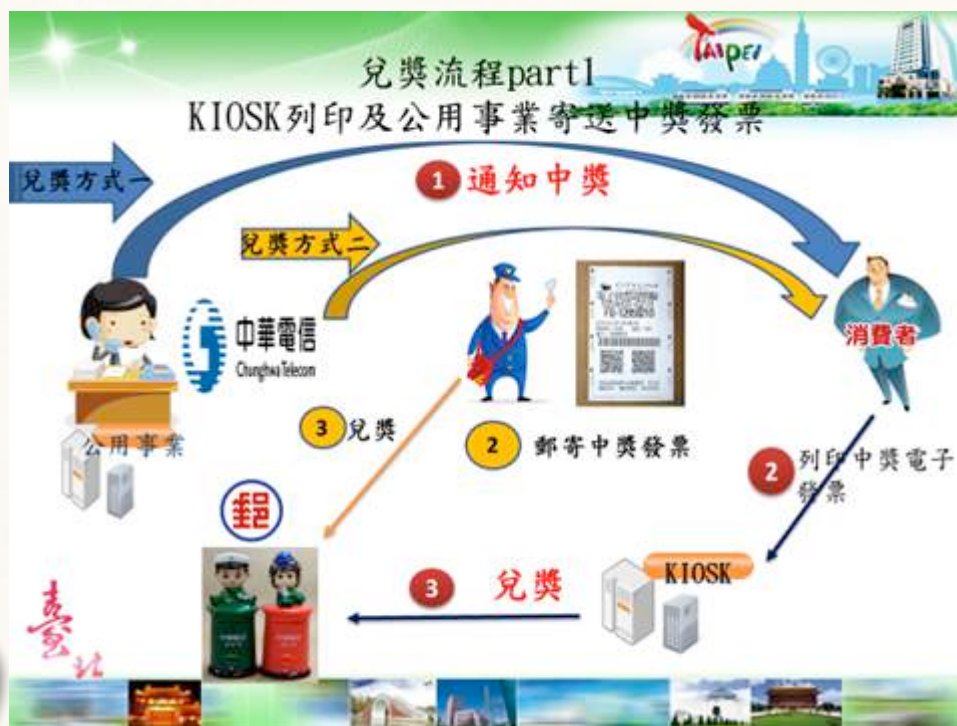 TAIPEI
兌獎流程part1
KIOSK列印及公用事業寄送中獎發票
兌獎方式一
1 通知中獎
兌獎方式二
中華電信
Chunghwa Telecom
消費者
公用事業
3 兌獎
2 郵寄中獎發票
2 列印中獎電子
發票
郵
KIOSK
3 兌獎
臺北